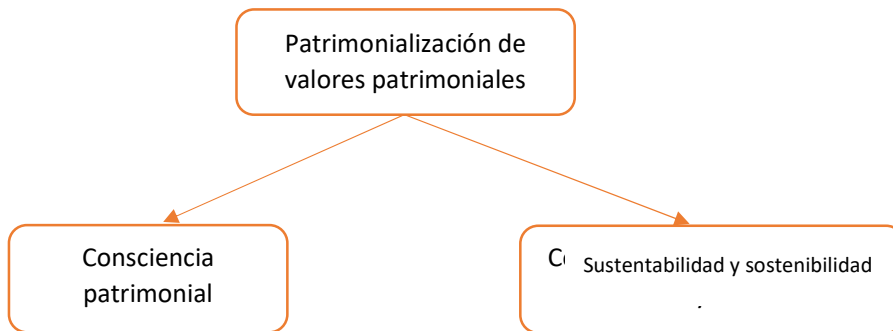 Patrimonialización de
valores patrimoniales
Consciencia
patrimonial
Sustentabilidad y sostenibilidad